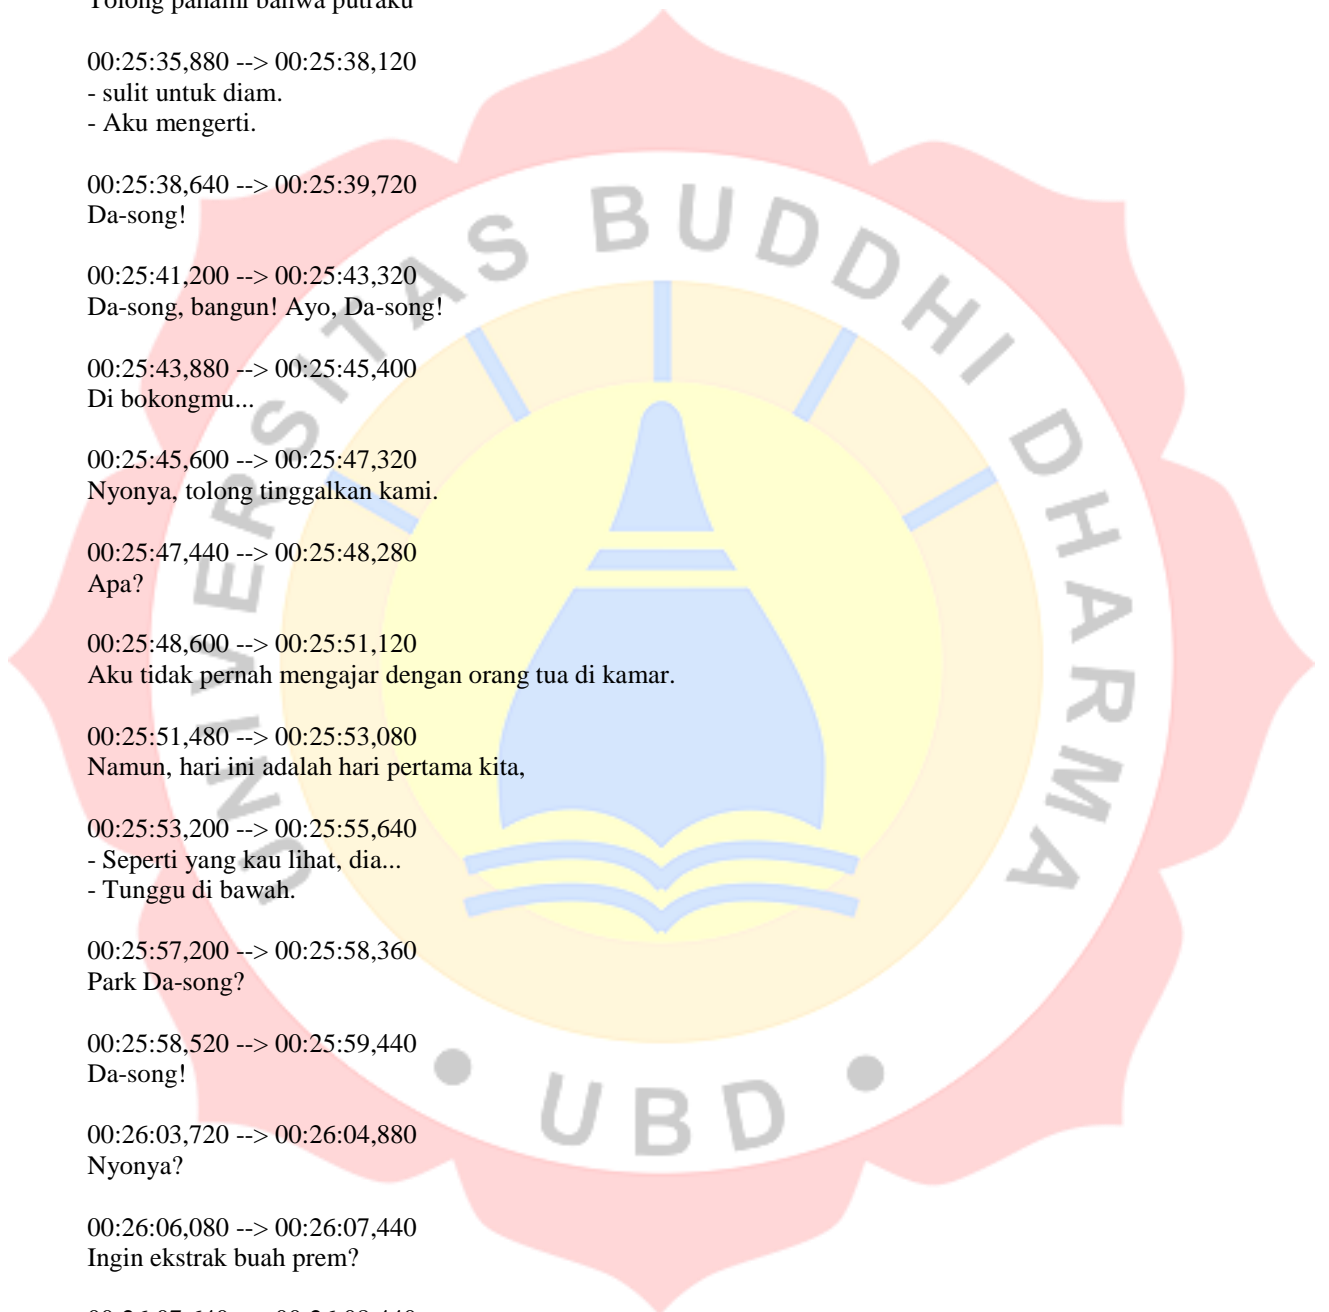 Tolong pahami bahwa putraku
00:25:35,880 --> 00:25:38,120
- sulit untuk diam.
- Aku mengerti.
00:25:38,640 --> 00:25:39,720
Da-song!
00:25:41,200 --> 00:25:43,320
Da-song, bangun! Ayo, Da-song!
00:25:43,880 --> 00:25:45,400
Di bokongmu...
00:25:45,600 --> 00:25:47,320
Nyonya, tolong tinggalkan kami.
00:25:47,440 --> 00:25:48,280
Apa?
00:25:48,600 --> 00:25:51,120
Aku tidak pernah mengajar dengan orang tua di kamar.
00:25:51,480 --> 00:25:53,080
Namun, hari ini adalah hari pertama kita,
00:25:53,200 --> 00:25:55,640
- Seperti yang kau lihat, dia...
- Tunggu di bawah.
00:25:57,200 --> 00:25:58,360
Park Da-song?
00:25:58,520 --> 00:25:59,440
Da-song!
00:26:03,720 --> 00:26:04,880
Nyonya?
00:26:06,080 --> 00:26:07,440
Ingin ekstrak buah prem?
UNIVERSITAS BUDDHI DHARMA
UBD